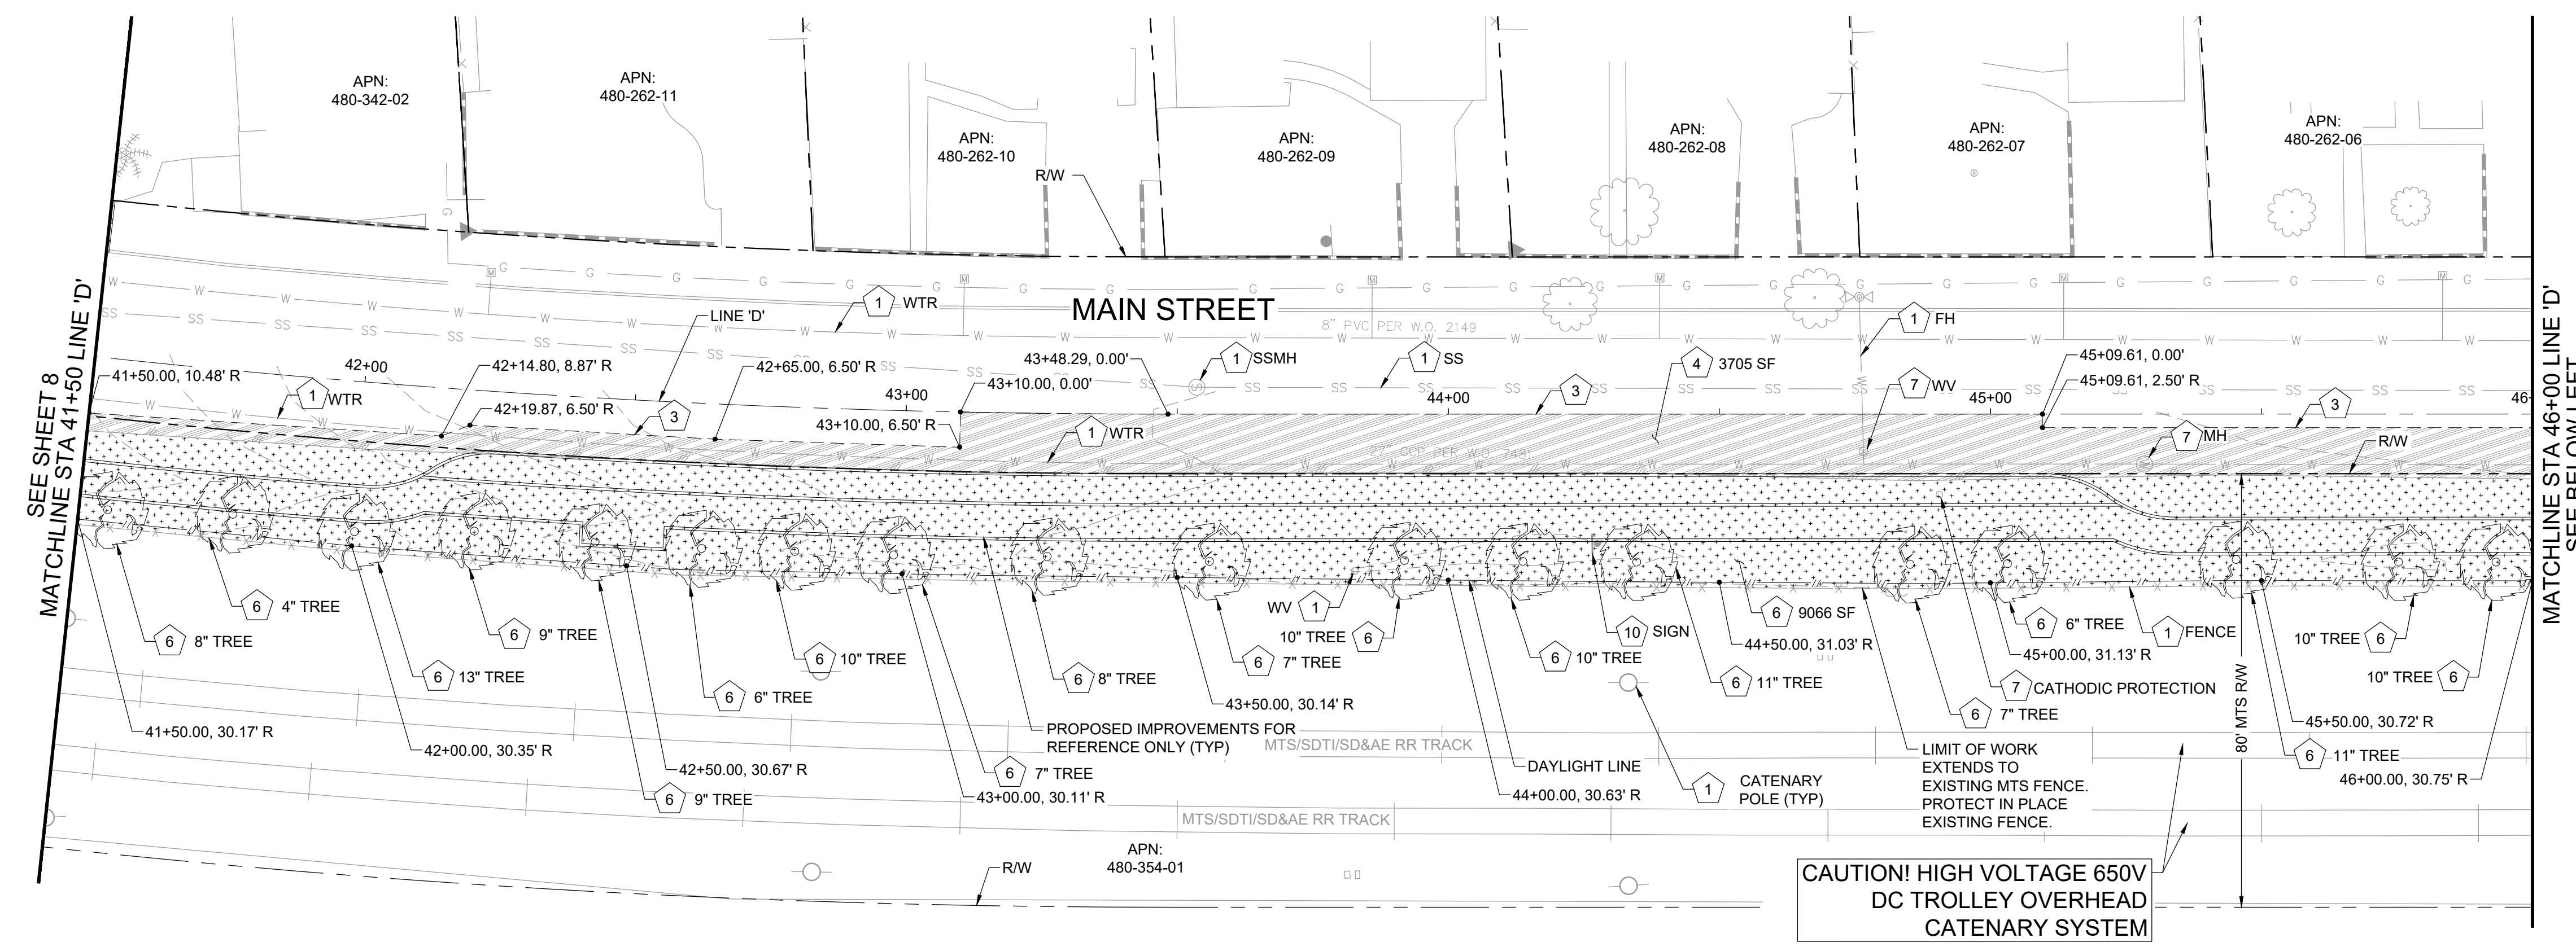 APN:
480-342-02
APN:
480-262-11
APN:
480-262-10
APN:
480-262-09
APN:
480-262-08
APN:
480-262-07
APN:
480-262-06
R/W
SEE SHEET 8
MATCHLINE STA 41+50 LINE 'D'
MATCHLINE STA 46+00 LINE 'D'
SEE BELOW LEFT
MAIN STREET
8" PVC PER W.O. 2149
1 WTR
LINE 'D'
1 FH
41+50.00, 10.48' R
42+00
42+14.80, 8.87' R
42+65.00, 6.50' R
43+48.29, 0.00'
1 SSMH
1 SS
4 3705 SF
45+09.61, 0.00'
45+09.61, 2.50' R
43+10.00, 0.00'
1 WTR
42+19.87, 6.50' R
3
43+00
43+10.00, 6.50' R
1 WTR
44+00
3
7 WV
45+00
3
46+
27" CCP PER W.O. 7481
7 MH
R/W
6 8" TREE
6 4" TREE
6 13" TREE
6 9" TREE
6 9" TREE
6 6" TREE
6 10" TREE
6 7" TREE
6 8" TREE
6 7" TREE
WV 1
10" TREE 6
6 10" TREE
10 SIGN
6 11" TREE
6 9066 SF
6 7" TREE
6 6" TREE
1 FENCE
7 CATHODIC PROTECTION
10" TREE 6
10" TREE 6
6 11" TREE
41+50.00, 30.17' R
42+00.00, 30.35' R
42+50.00, 30.67' R
43+00.00, 30.11' R
43+50.00, 30.14' R
44+00.00, 30.63' R
44+50.00, 31.03' R
45+00.00, 31.13' R
45+50.00, 30.72' R
46+00.00, 30.75' R
PROPOSED IMPROVEMENTS FOR
REFERENCE ONLY (TYP)
MTS/SDTI/SD&AE RR TRACK
DAYLIGHT LINE
1 CATENARY
POLE (TYP)
LIMIT OF WORK
EXTENDS TO
EXISTING MTS FENCE.
PROTECT IN PLACE
EXISTING FENCE.
80' MTS R/W
MTS/SDTI/SD&AE RR TRACK
APN:
480-354-01
R/W
CAUTION! HIGH VOLTAGE 650V
DC TROLLEY OVERHEAD
CATENARY SYSTEM